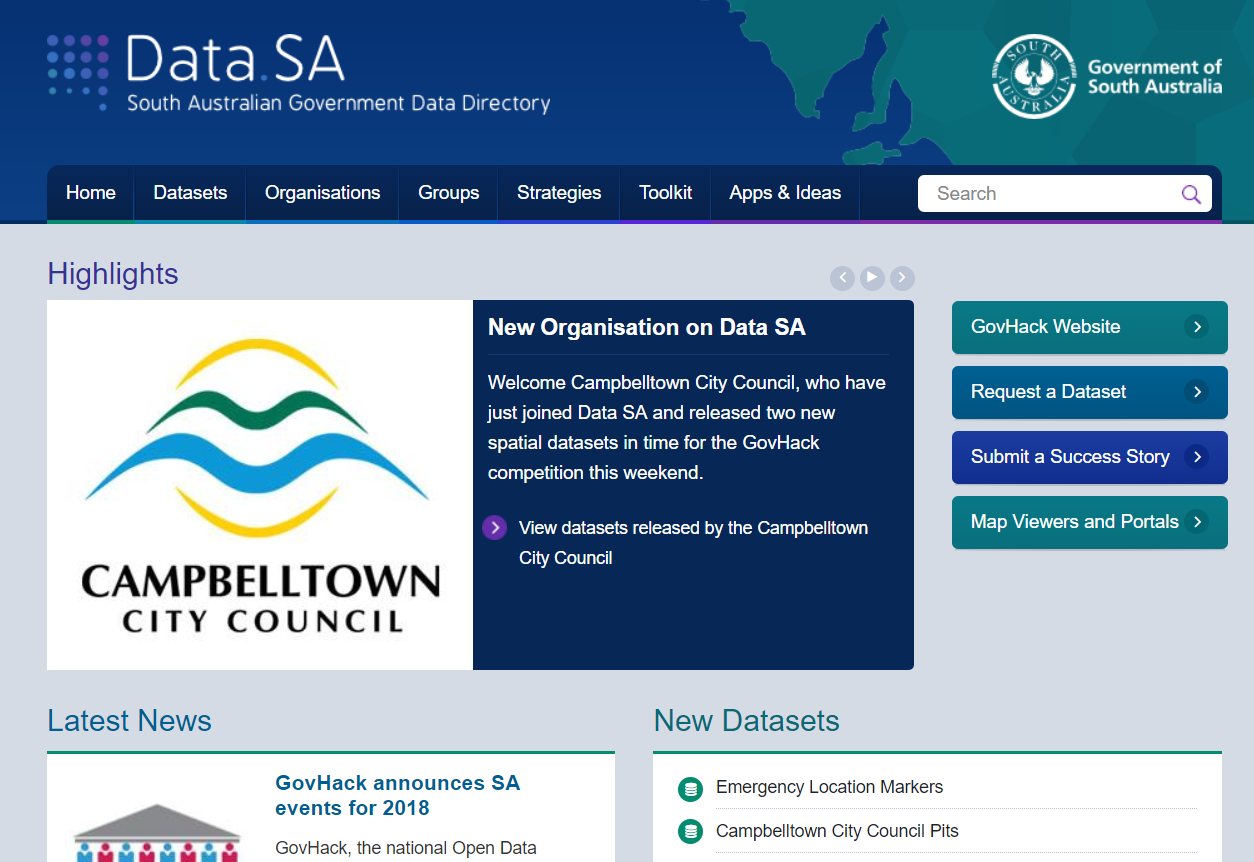 Data.SA
South Australian Government Data Directory
SOUTH AUSTRALIA
Government of
South Australia
Home
Datasets
Organisations
Groups
Strategies
Toolkit
Apps & Ideas
Search
Highlights
New Organisation on Data SA
Welcome Campbelltown City Council, who have
just joined Data SA and released two new
spatial datasets in time for the GovHack
competition this weekend.
View datasets released by the Campbelltown
City Council
CAMPBELLTOWN
CITY COUNCIL
GovHack Website
Request a Dataset
Submit a Success Story
Map Viewers and Portals
Latest News
GovHack announces SA
events for 2018
GovHack, the national Open Data
New Datasets
Emergency Location Markers
Campbelltown City Council Pits